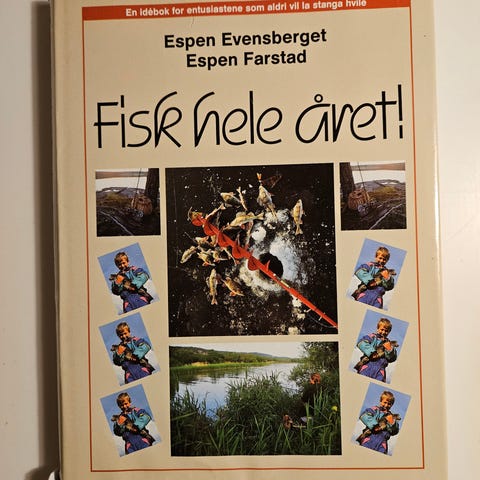 En idébok for entusiastene som aldri vil la stanga hvile
Espen Evensberget
Espen Farstad
Fisk hele året!